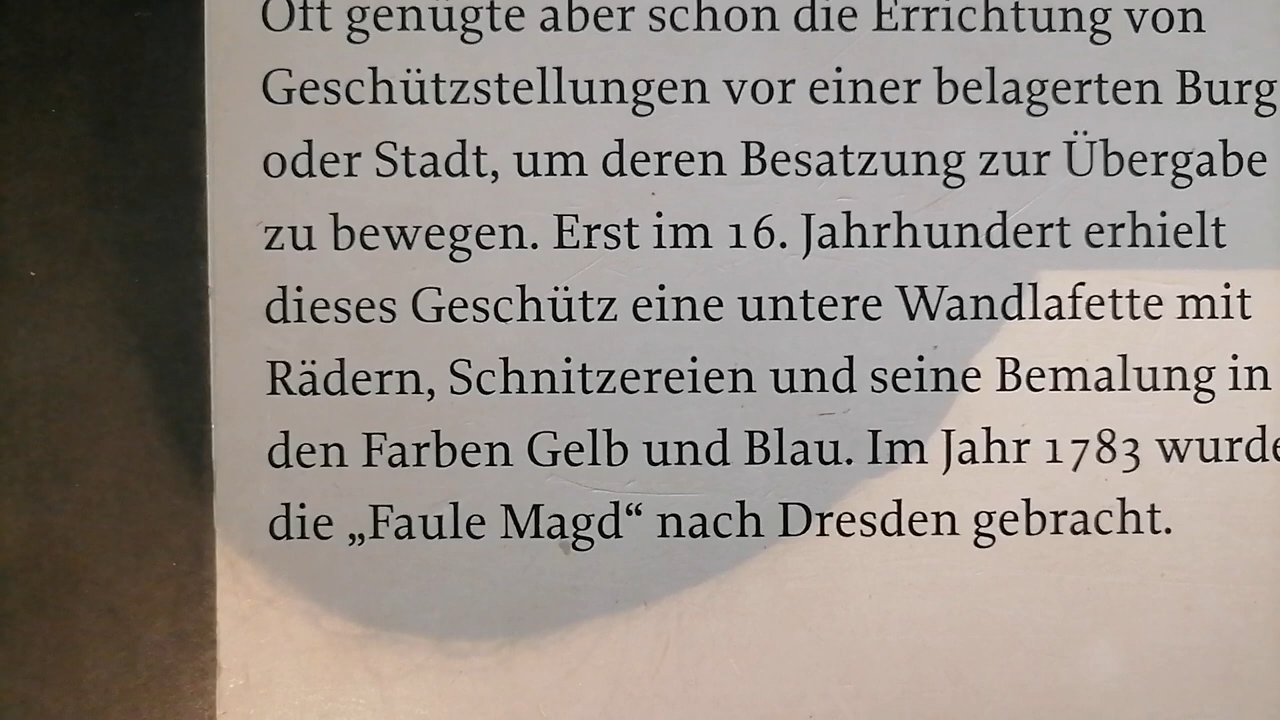 Oft genügte aber schon die Errichtung von
Geschützstellungen vor einer belagerten Burg
oder Stadt, um deren Besatzung zur Übergabe
zu bewegen. Erst im 16. Jahrhundert erhielt
dieses Geschütz eine untere Wandlafette mit
Rädern, Schnitzereien und seine Bemalung in
den Farben Gelb und Blau. Im Jahr 1783 wurde
die „Faule Magd“ nach Dresden gebracht.